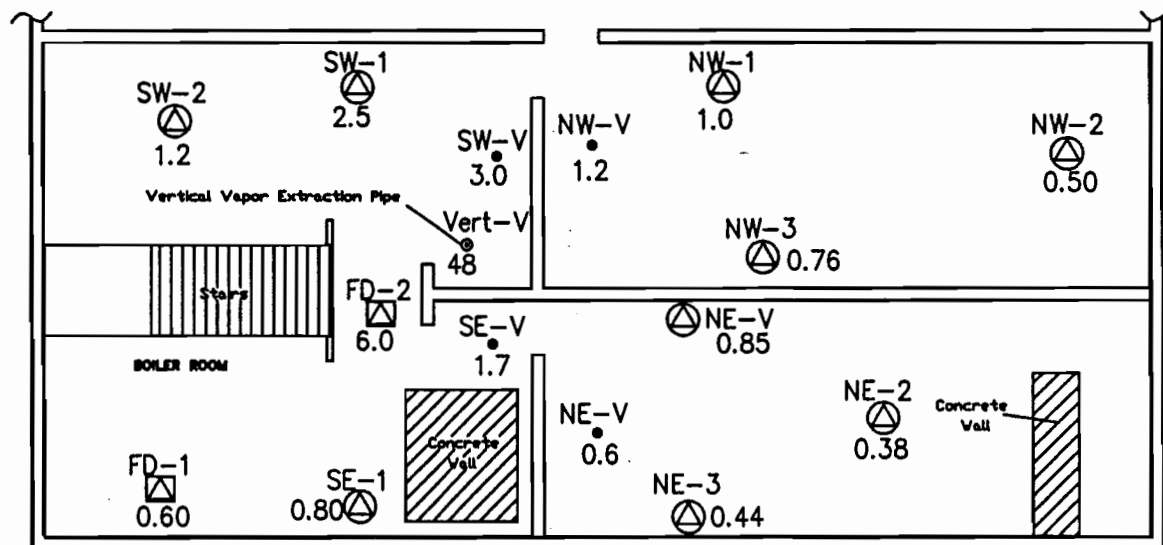 SW-1
2.5
SW-2
1.2
NW-1
1.0
NW-2
0.50
NW-V
1.2
SW-V
3.0
Vertical Vapor Extraction Pipe
Vert-V
48
NW-3
0.76
Stairs
FD-2
6.0
SE-V
1.7
NE-V
0.85
BOILER ROOM
Concrete
Wall
NE-V
0.6
NE-2
0.38
Concrete
Wall
FD-1
0.60
SE-1
0.80
NE-3
0.44